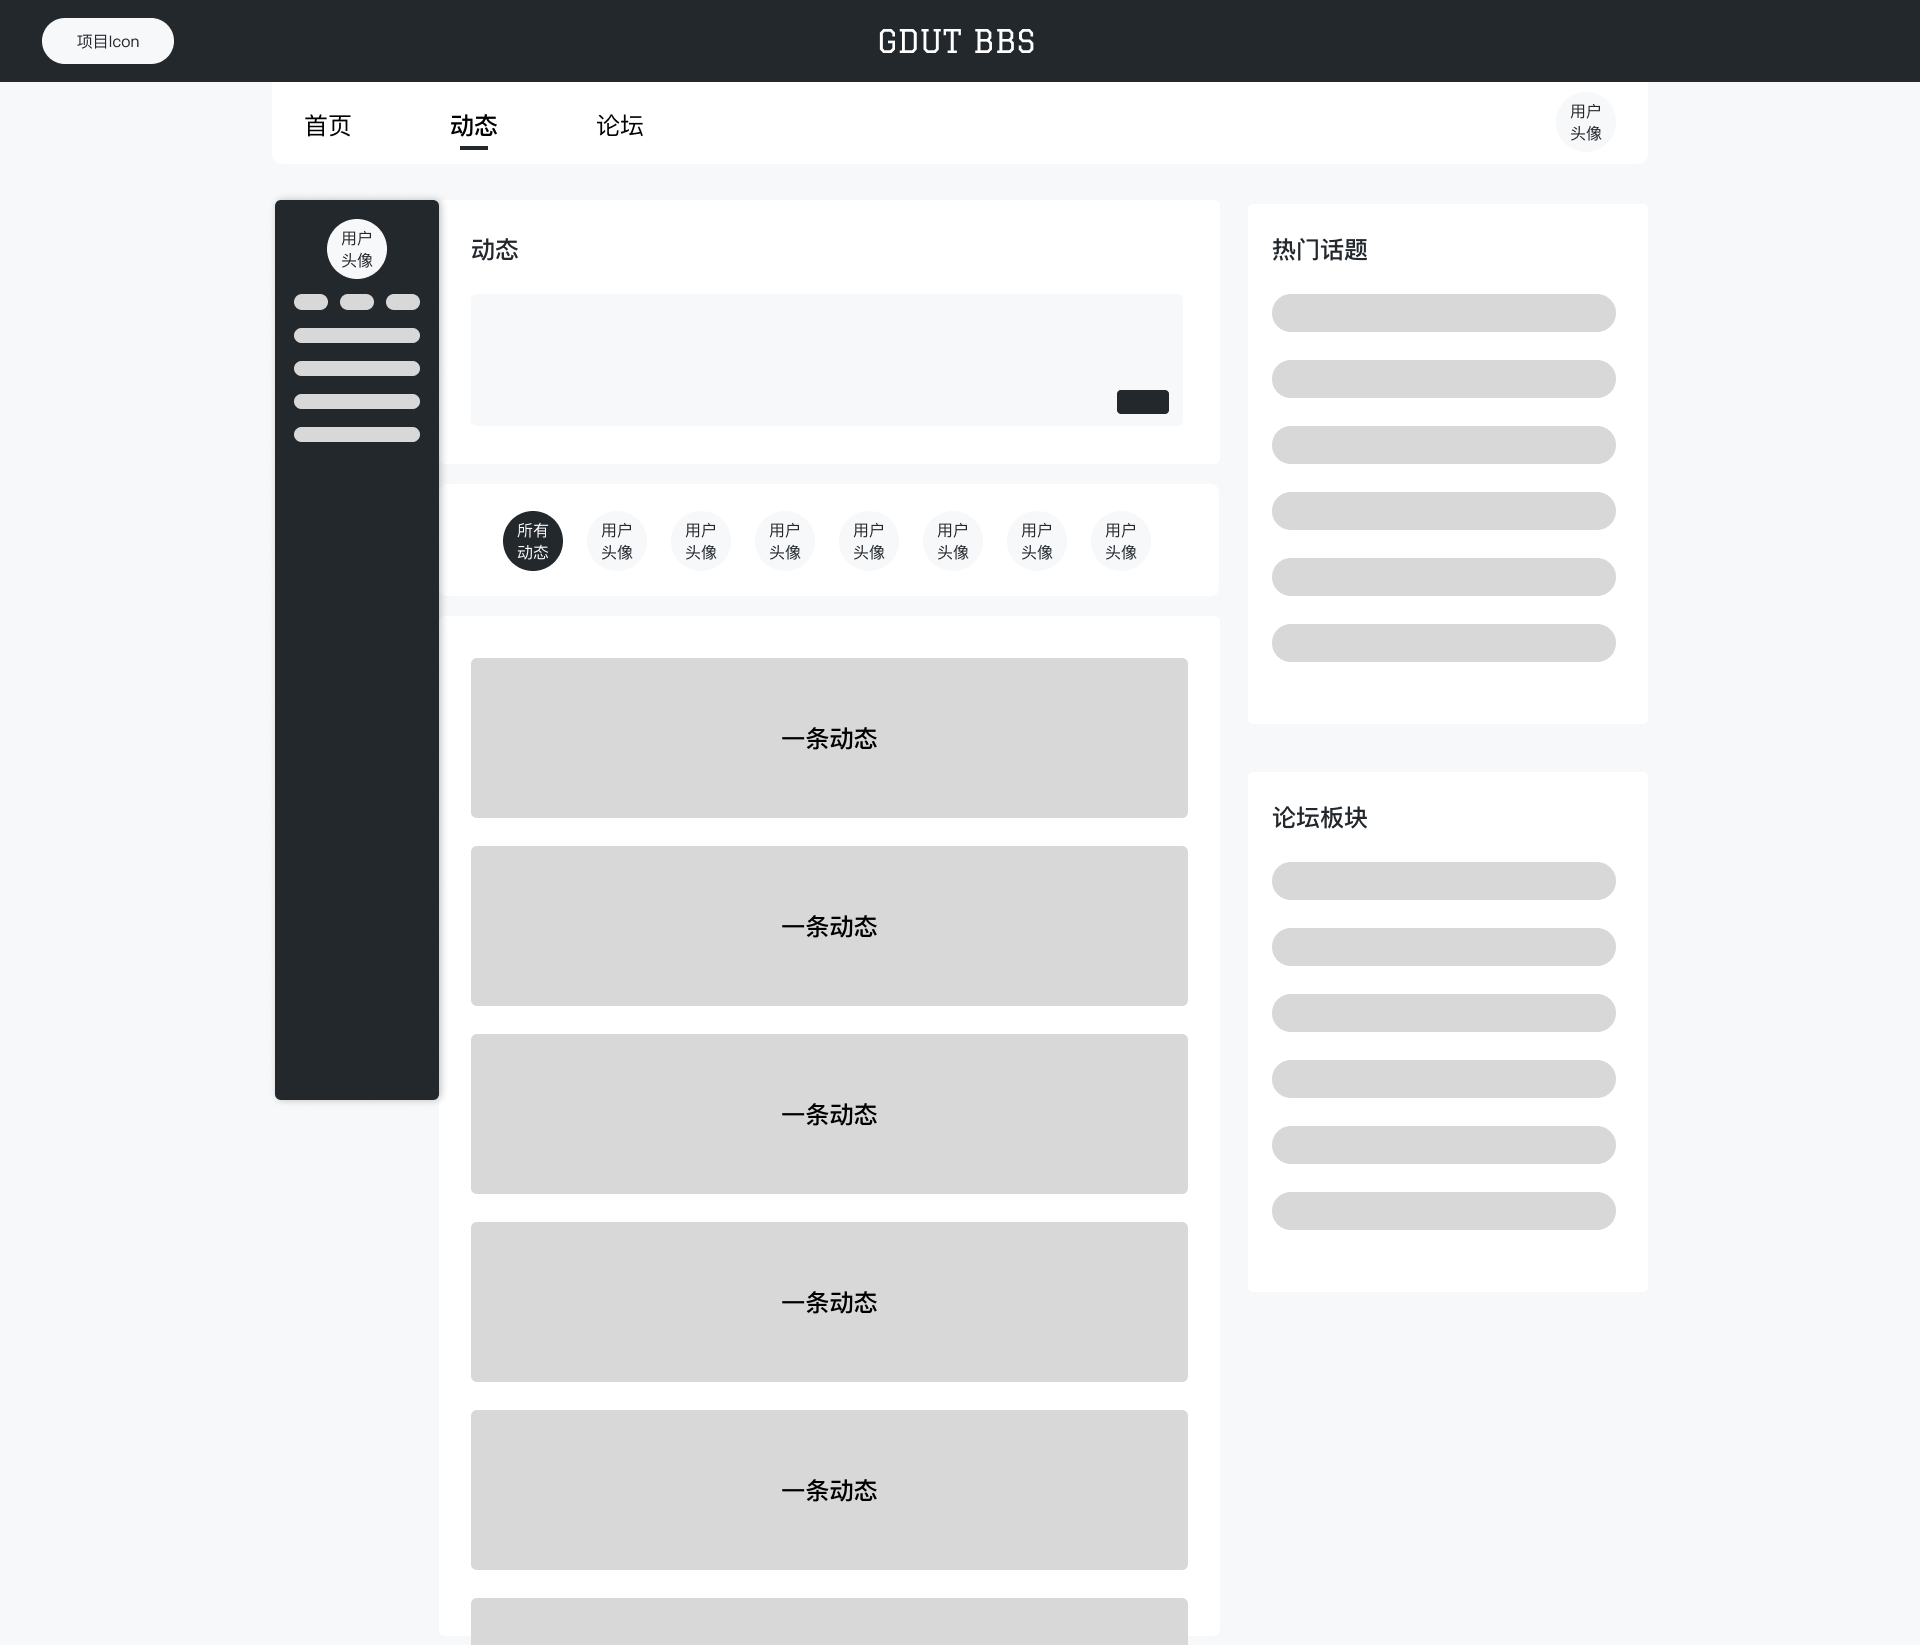 项目Icon
GDUT BBS
首页
动态
论坛
用户
头像
用户
头像
动态
热门话题
所有
动态
用户
头像
用户
头像
用户
头像
用户
头像
用户
头像
用户
头像
用户
头像
一条动态
论坛板块
一条动态
一条动态
一条动态
一条动态